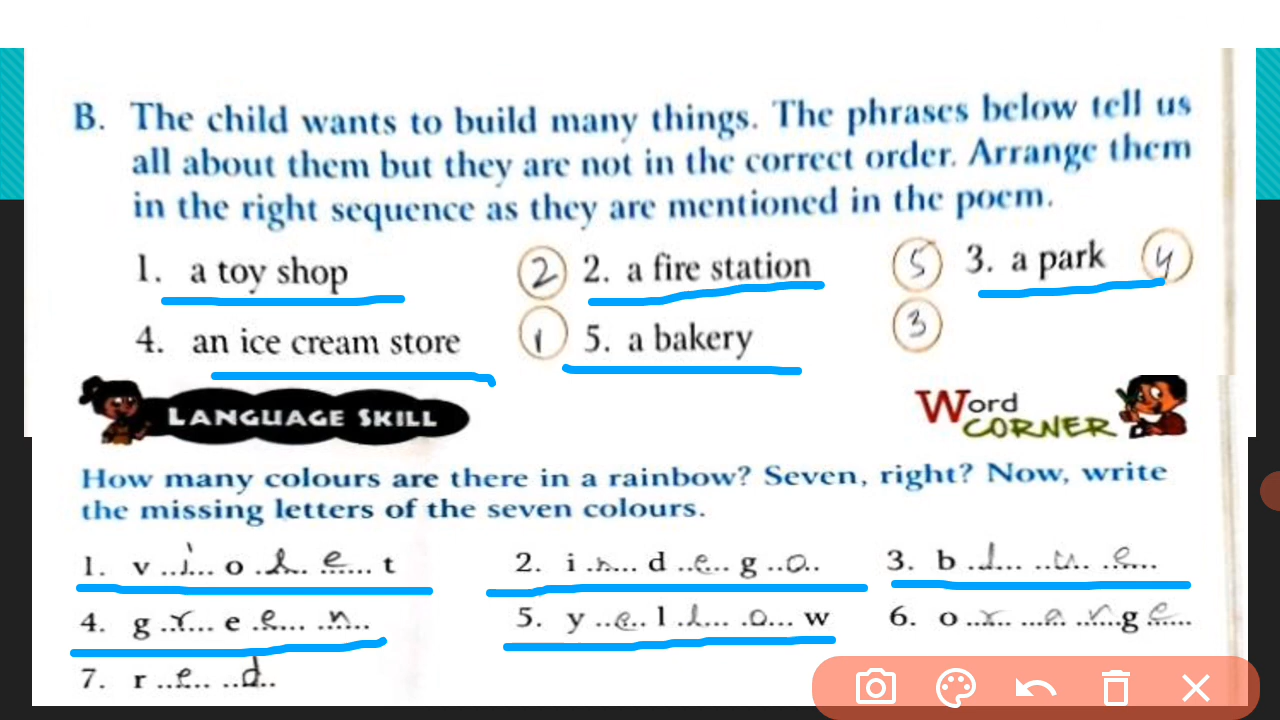 B. The child wants to build many things. The phrases below tell us
all about them but they are not in the correct order. Arrange them
in the right sequence as they are mentioned in the poem.
1. a toy shop (2) 2. a fire station (5) 3. a park (4)
4. an ice cream store (1) 5. a bakery (3)
LANGUAGE SKILL
Word
CORNER
How many colours are there in a rainbow? Seven, right? Now, write
the missing letters of the seven colours.
1. v ..i... o ..l.. ..e... t 2. i ..n... d ..e... g ..o.. 3. b ..l... ..u.. ..e...
4. g ..r... e ..e... ..n... 5. y ..e.. l ..l... ..o... w 6. o ..r... ...a.. ..n...g ..e...
7. r ..e.. ..d..